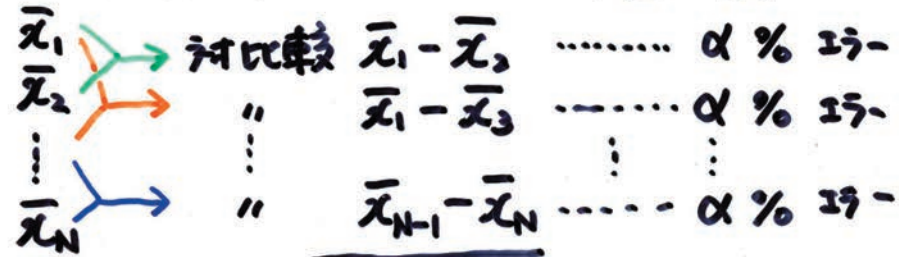 x̄₁ 対比較 x̄₁ - x̄₂ ⋯⋯ α % エラー
x̄₂ 〃 x̄₁ - x̄₃ ⋯⋯ α % エラー
⋮ ⋮ ⋮ ⋮
x̄N 〃 x̄N-1 - x̄N ⋯⋯ α % エラー